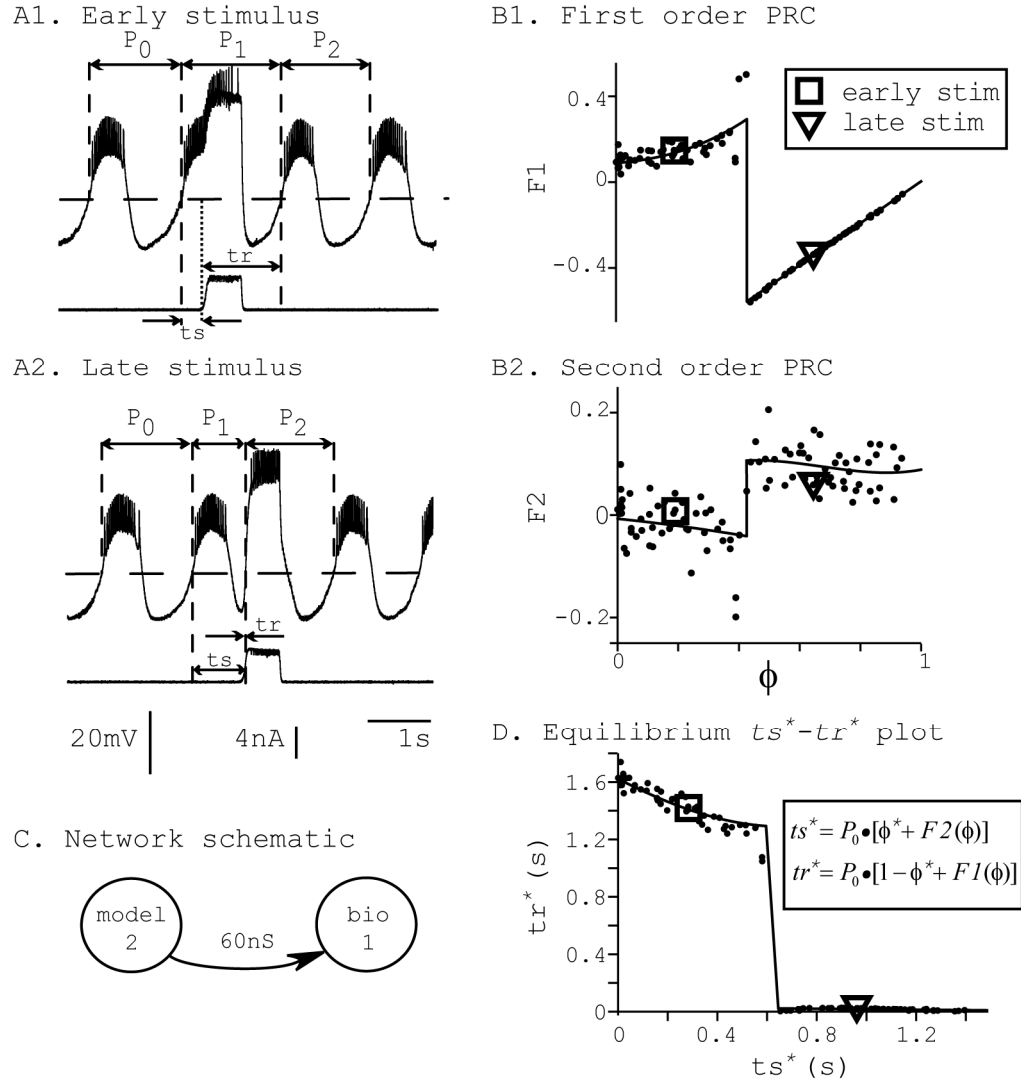 A1. Early stimulus
P0 P1 P2
tr
ts
A2. Late stimulus
P0 P1 P2
tr
ts
20mV 4nA 1s
C. Network schematic
model 2
60nS
bio 1
B1. First order PRC
F1
0.4
0
-0.4
early stim
late stim
B2. Second order PRC
F2
0.2
0
-0.2
0 1
ϕ
D. Equilibrium ts*-tr* plot
tr* (s)
1.6
1.2
0.8
0.4
0
0 0.4 0.8 1.2
ts* (s)
ts* = P0•[ϕ* + F2(ϕ)]
tr* = P0•[1−ϕ* + F1(ϕ)]